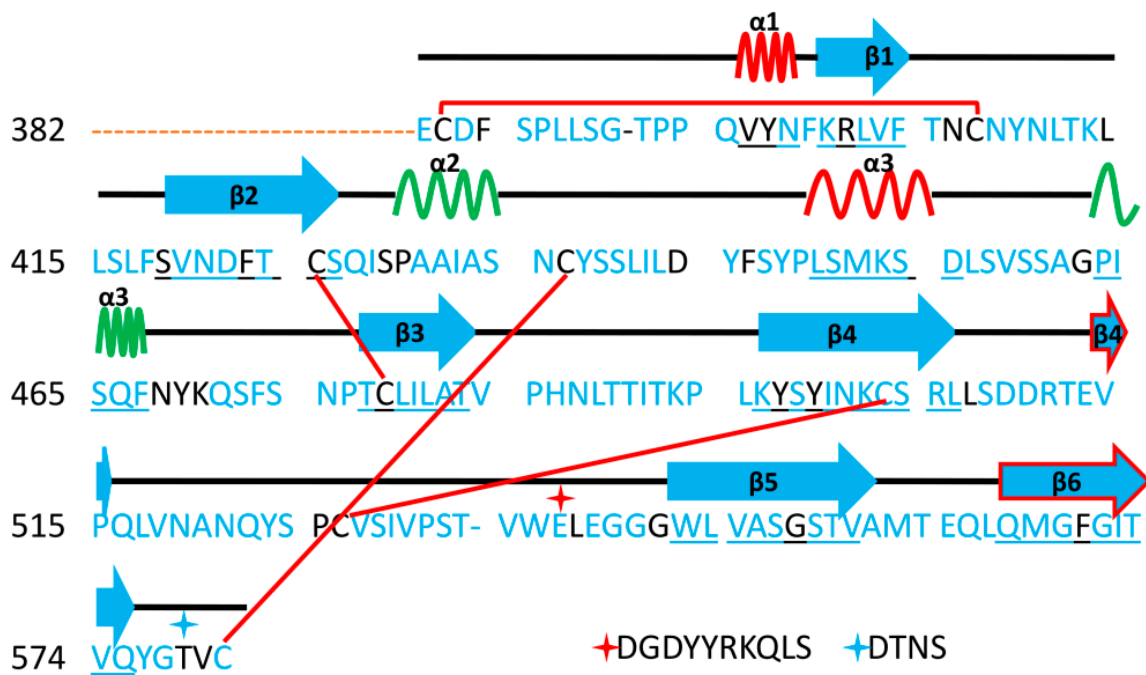 α1
β1
382 ECDF SPLLSG-TPP QVYNFKRLVF TNCNYNLTKL
β2 α2 α3
415 LSLFSVNDFT CSQISPAAIAS NCYSSLILD YFSYPLSMKS DLSVSSAGPI
α3
β3 β4 β4
465 SQFNYKQSFS NPTCLILATV PHNLTTITKP LKYSYINKCS RLLSDDRTEV
β5 β6
515 PQLVNANQYS PCVSIVPST- VWELEGGGWL VASGSTVAMT EQLQMGFGIT
574 VQYGTVC DGDYYRKQLS DTNS